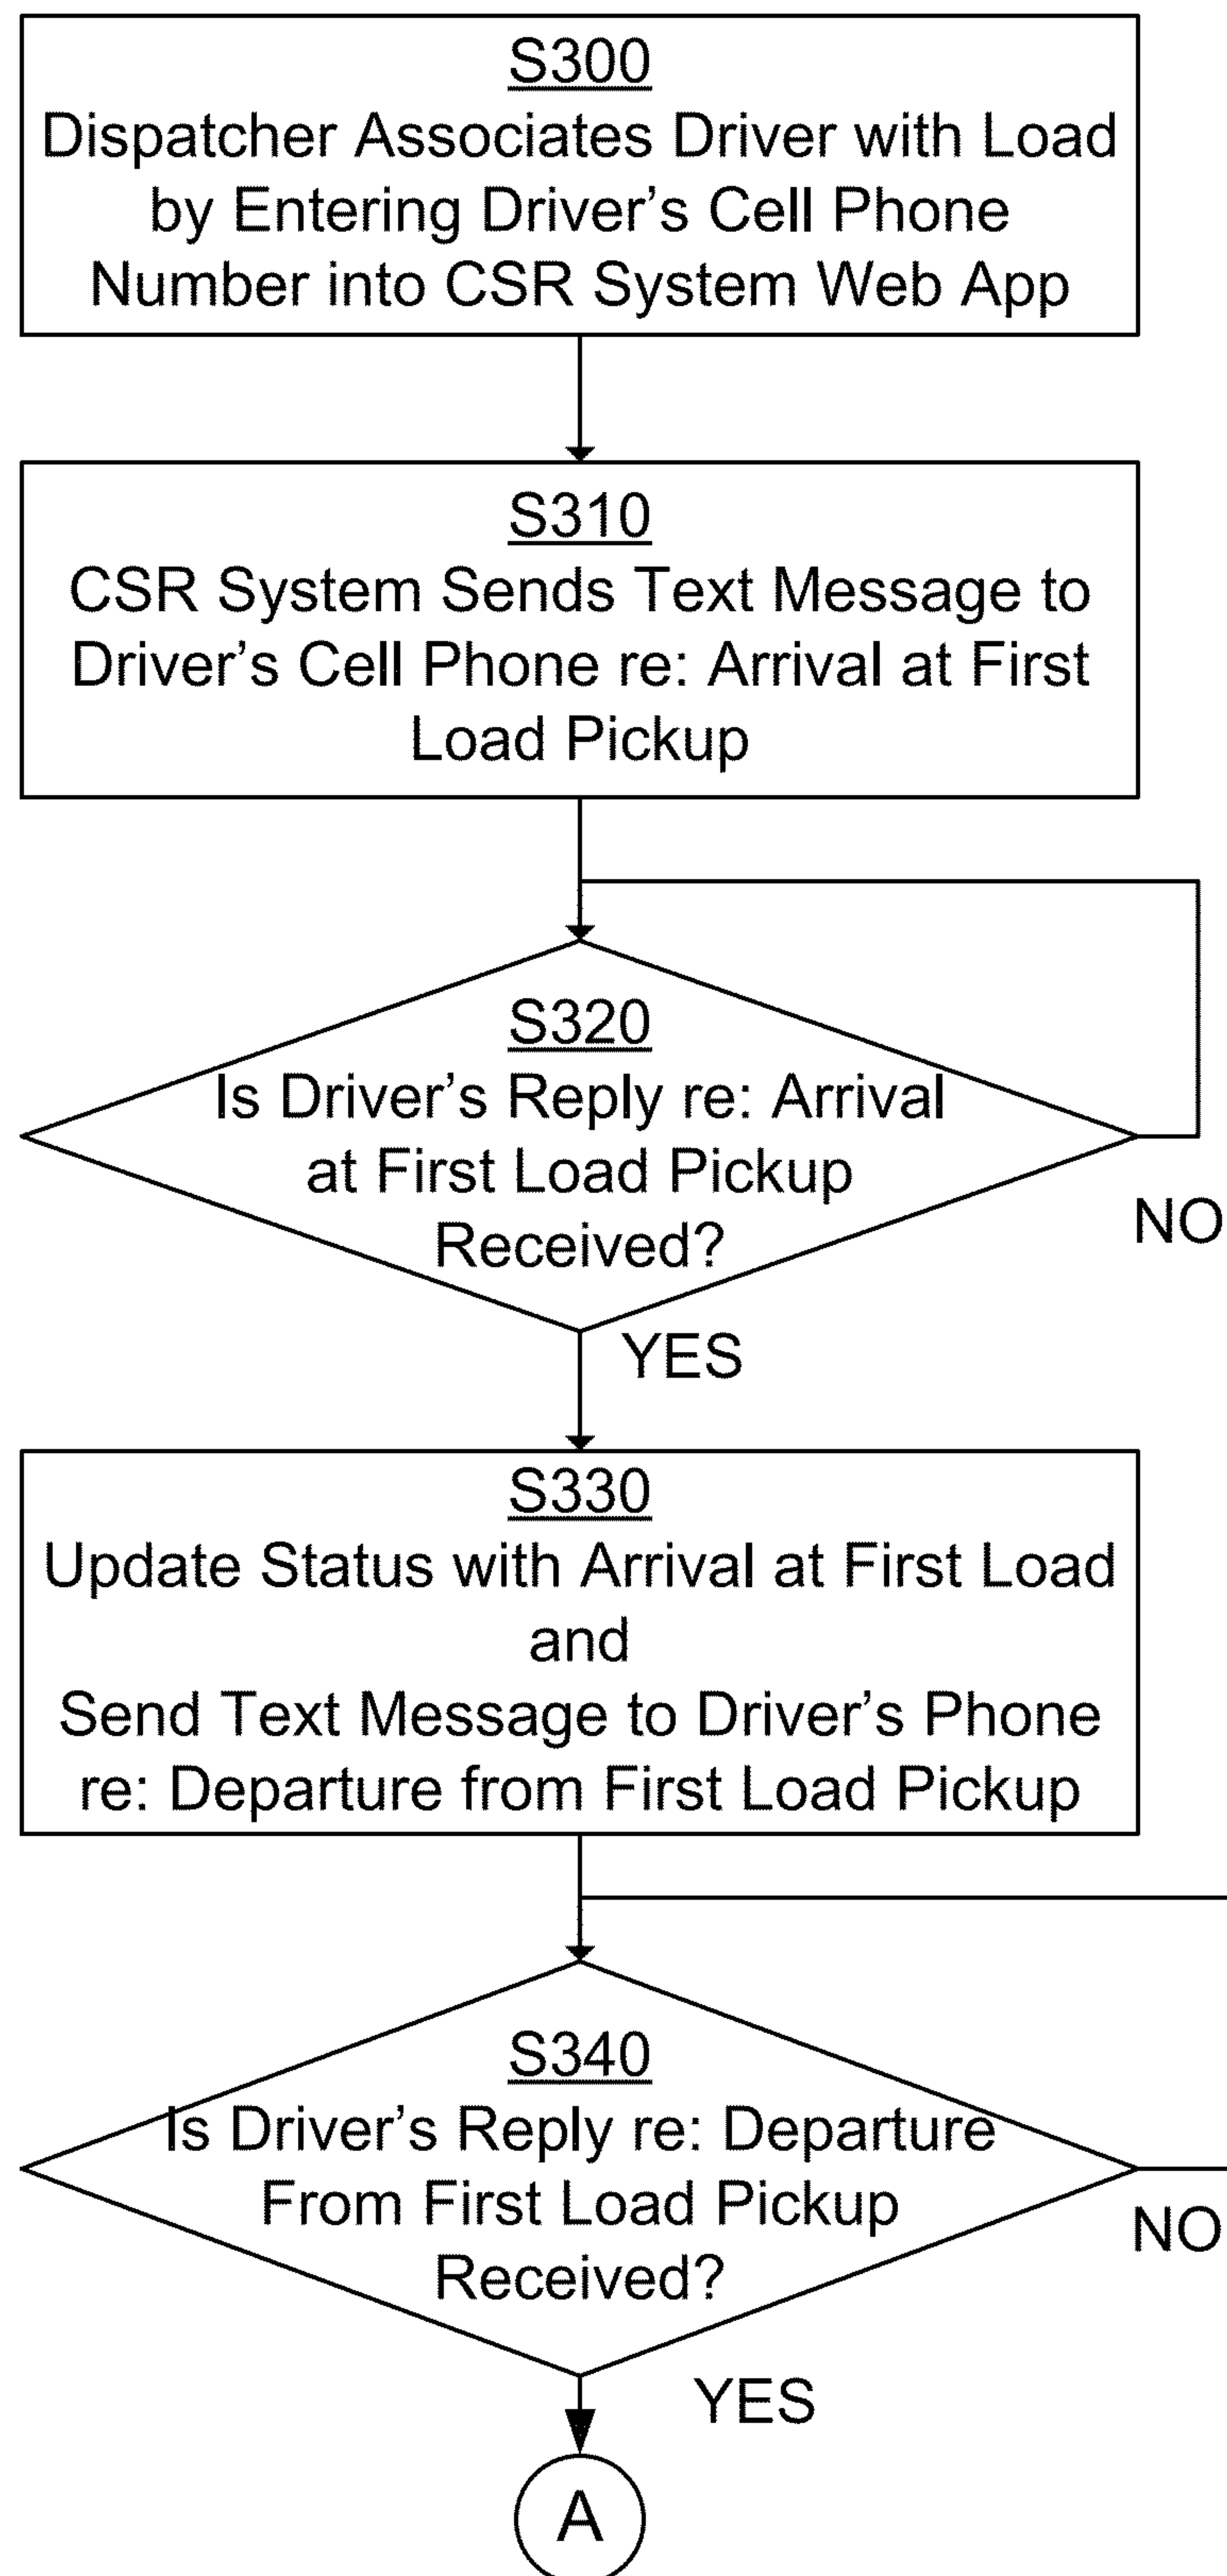 S300
Dispatcher Associates Driver with Load
by Entering Driver's Cell Phone
Number into CSR System Web App
S310
CSR System Sends Text Message to
Driver's Cell Phone re: Arrival at First
Load Pickup
S320
Is Driver's Reply re: Arrival
at First Load Pickup
Received?
NO
YES
S330
Update Status with Arrival at First Load
and
Send Text Message to Driver's Phone
re: Departure from First Load Pickup
S340
Is Driver's Reply re: Departure
From First Load Pickup
Received?
NO
YES
A